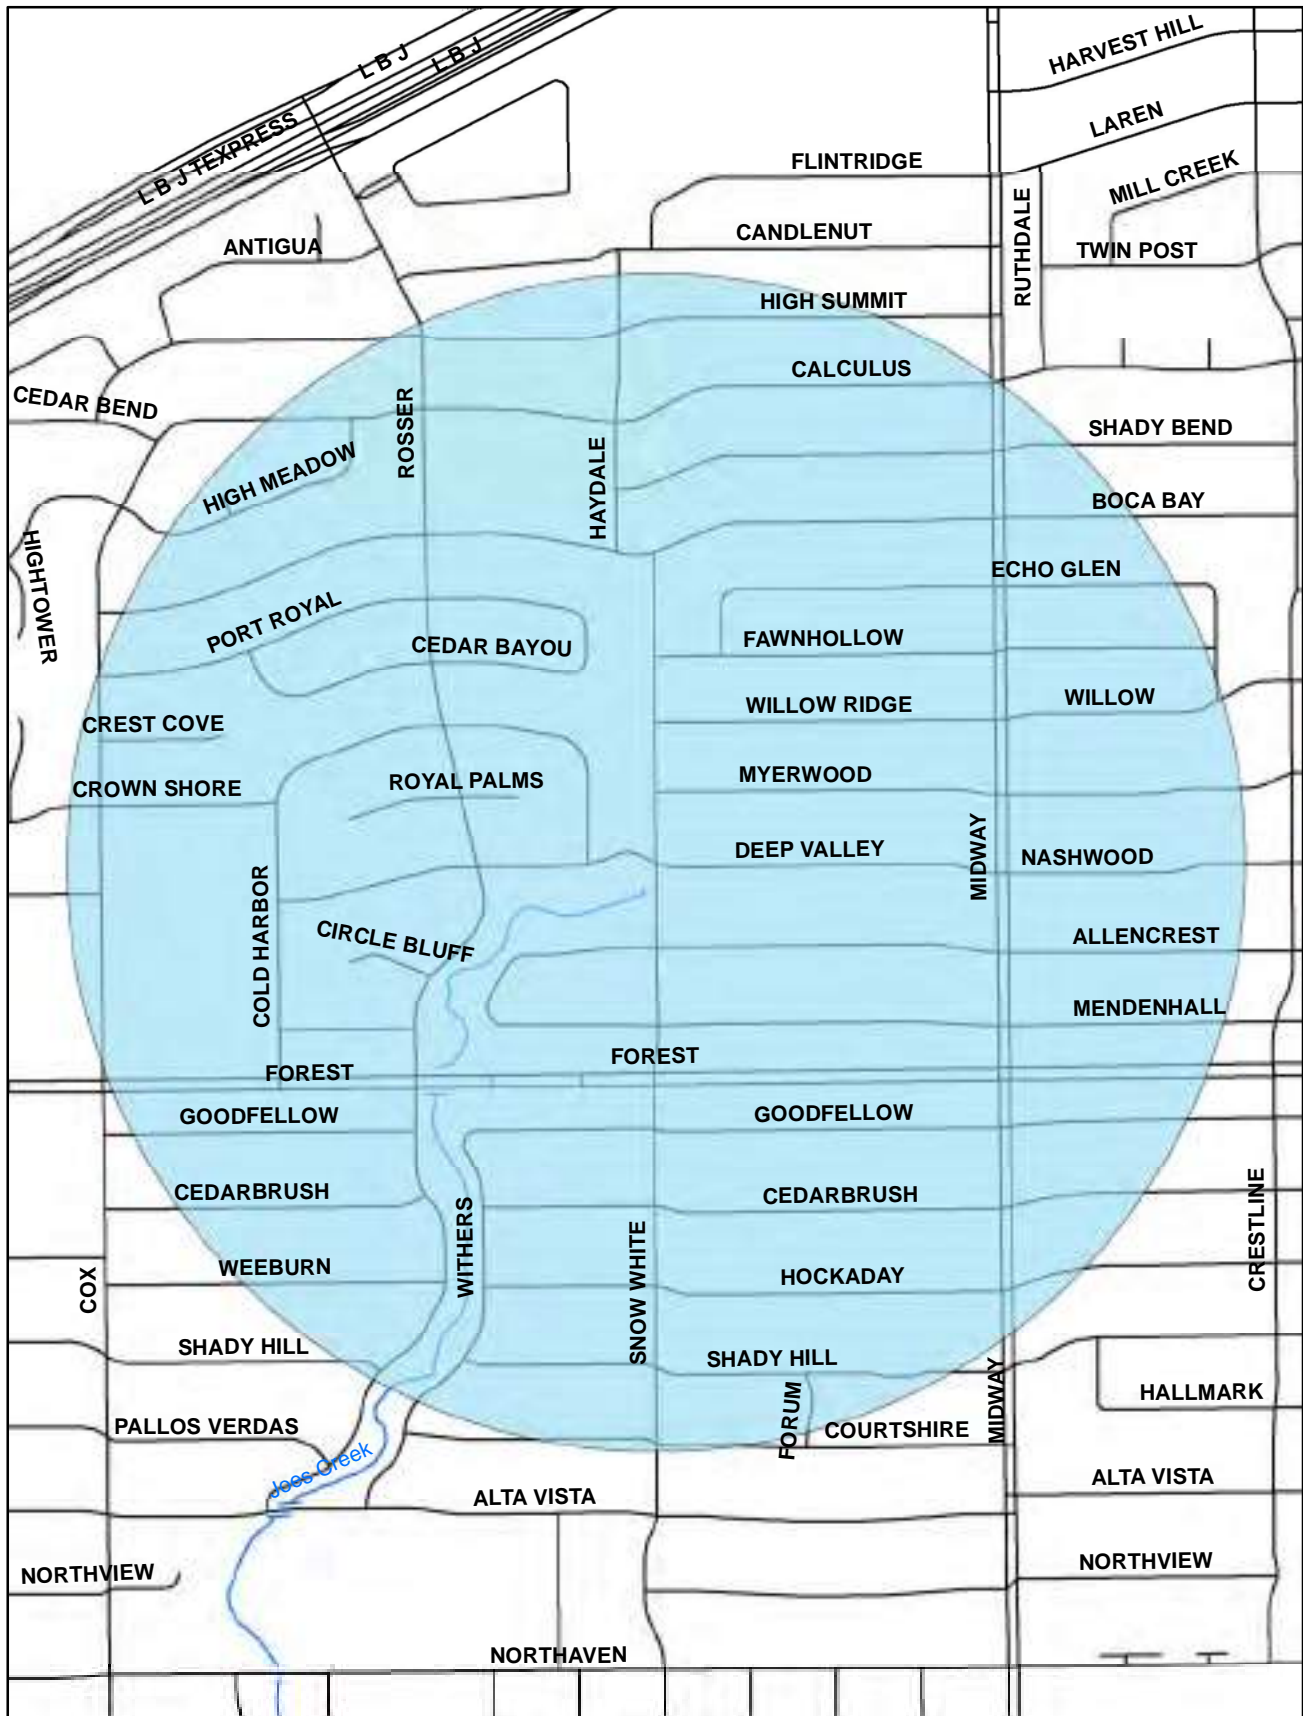 L B J
L B J
HARVEST HILL
LAREN
L B J TEXPRESS
FLINTRIDGE
MILL CREEK
ANTIGUA
CANDLENUT
RUTHDALE
TWIN POST
HIGH SUMMIT
CALCULUS
CEDAR BEND
ROSSER
SHADY BEND
HIGH MEADOW
HAYDALE
BOCA BAY
HIGHTOWER
ECHO GLEN
PORT ROYAL
CEDAR BAYOU
FAWNHOLLOW
CREST COVE
WILLOW RIDGE
WILLOW
CROWN SHORE
ROYAL PALMS
MYERWOOD
DEEP VALLEY
MIDWAY
NASHWOOD
COLD HARBOR
CIRCLE BLUFF
ALLENCREST
MENDENHALL
FOREST
FOREST
GOODFELLOW
GOODFELLOW
CEDARBRUSH
CEDARBRUSH
WITHERS
CRESTLINE
COX
WEEBURN
SNOW WHITE
HOCKADAY
SHADY HILL
SHADY HILL
MIDWAY
HALLMARK
PALLOS VERDAS
FORUM
COURTSHIRE
Joes Creek
ALTA VISTA
ALTA VISTA
NORTHVIEW
NORTHVIEW
NORTHAVEN